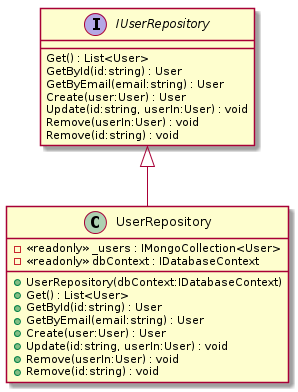 I IUserRepository
Get() : List<User>
GetById(id:string) : User
GetByEmail(email:string) : User
Create(user:User) : User
Update(id:string, userIn:User) : void
Remove(userIn:User) : void
Remove(id:string) : void
C UserRepository
«readonly» _users : IMongoCollection<User>
«readonly» dbContext : IDatabaseContext
UserRepository(dbContext:IDatabaseContext)
Get() : List<User>
GetById(id:string) : User
GetByEmail(email:string) : User
Create(user:User) : User
Update(id:string, userIn:User) : void
Remove(userIn:User) : void
Remove(id:string) : void